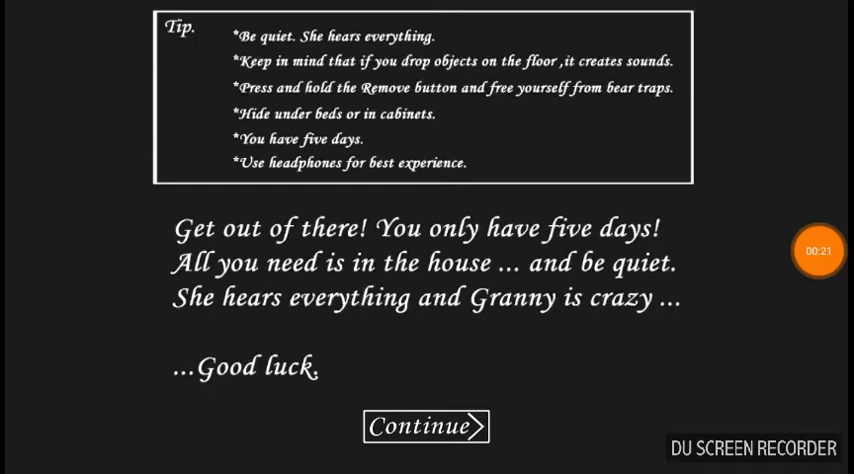 Tip.
*Be quiet. She hears everything.
*Keep in mind that if you drop objects on the floor ,it creates sounds.
*Press and hold the Remove button and free yourself from bear traps.
*Hide under beds or in cabinets.
*You have five days.
*Use headphones for best experience.
Get out of there! You only have five days!
All you need is in the house ... and be quiet.
She hears everything and Granny is crazy ...
...Good luck.
Continue
00:21
DU SCREEN RECORDER